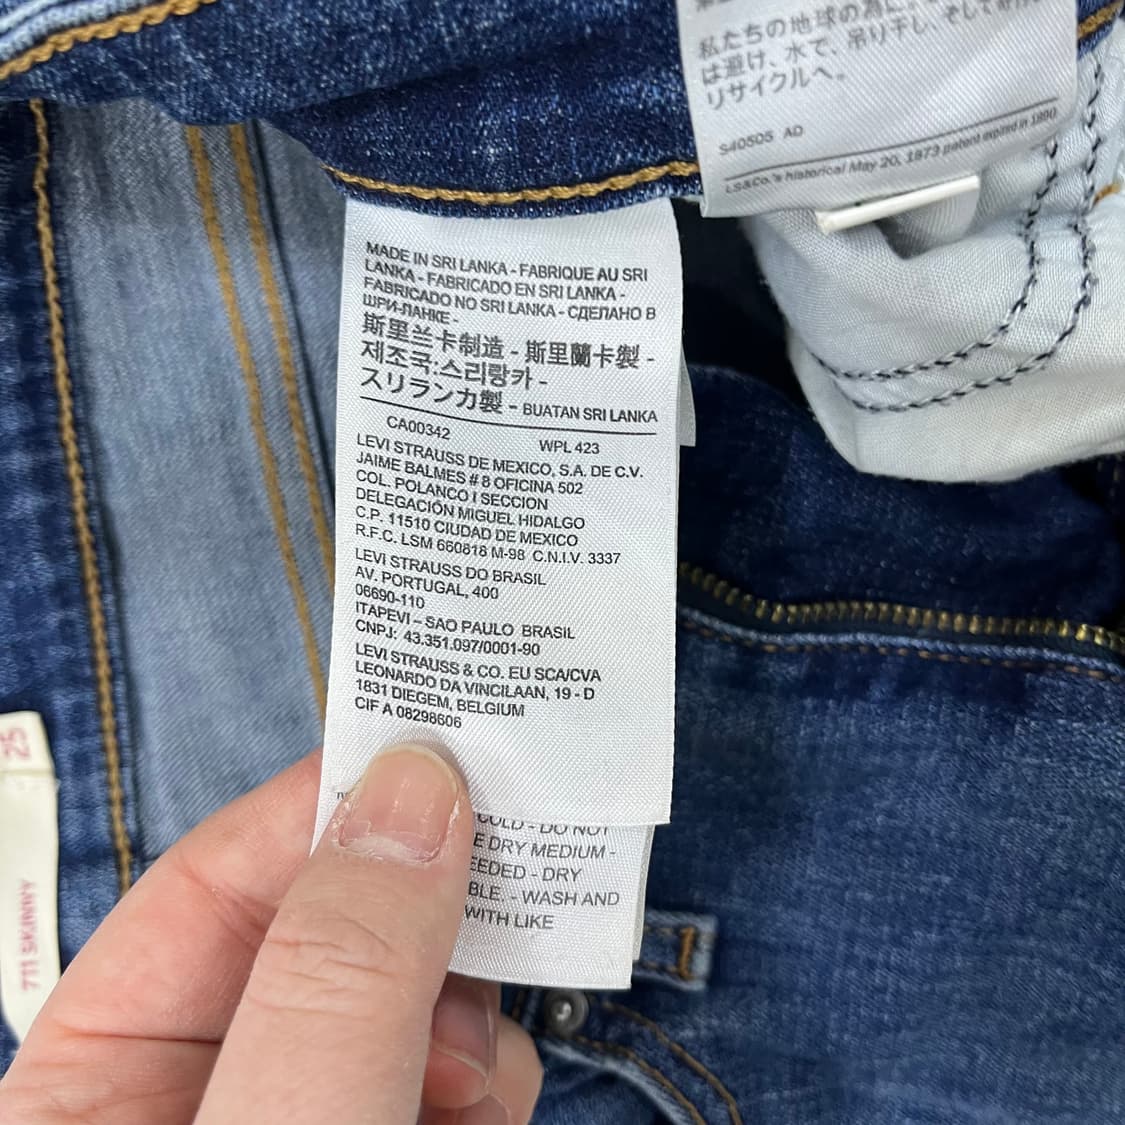 私たちの地球の為に、
は避け、水で、吊り干し、そして
リサイクルへ。
S40505 AD
LS&Co.'s historical May 20, 1873 patent expired in 1890
MADE IN SRI LANKA - FABRIQUE AU SRI
LANKA - FABRICADO EN SRI LANKA -
FABRICADO NO SRI LANKA - СДЕЛАНО В
ШРИ-ЛАНКЕ -
斯里兰卡制造 - 斯里蘭卡製 -
제조국:스리랑카 -
スリランカ製 - BUATAN SRI LANKA
CA00342 WPL 423
LEVI STRAUSS DE MEXICO, S.A. DE C.V.
JAIME BALMES # 8 OFICINA 502
COL. POLANCO I SECCION
DELEGACIÓN MIGUEL HIDALGO
C.P. 11510 CIUDAD DE MEXICO
R.F.C. LSM 660818 M-98 C.N.I.V. 3337
LEVI STRAUSS DO BRASIL
AV. PORTUGAL, 400
06690-110
ITAPEVI – SAO PAULO BRASIL
CNPJ: 43.351.097/0001-90
LEVI STRAUSS & CO. EU SCA/CVA
LEONARDO DA VINCILAAN, 19 - D
1831 DIEGEM, BELGIUM
CIF A 08298606
COLD - DO NOT
E DRY MEDIUM -
EEDED - DRY
BLE. - WASH AND
WITH LIKE
25
711 SKINNY